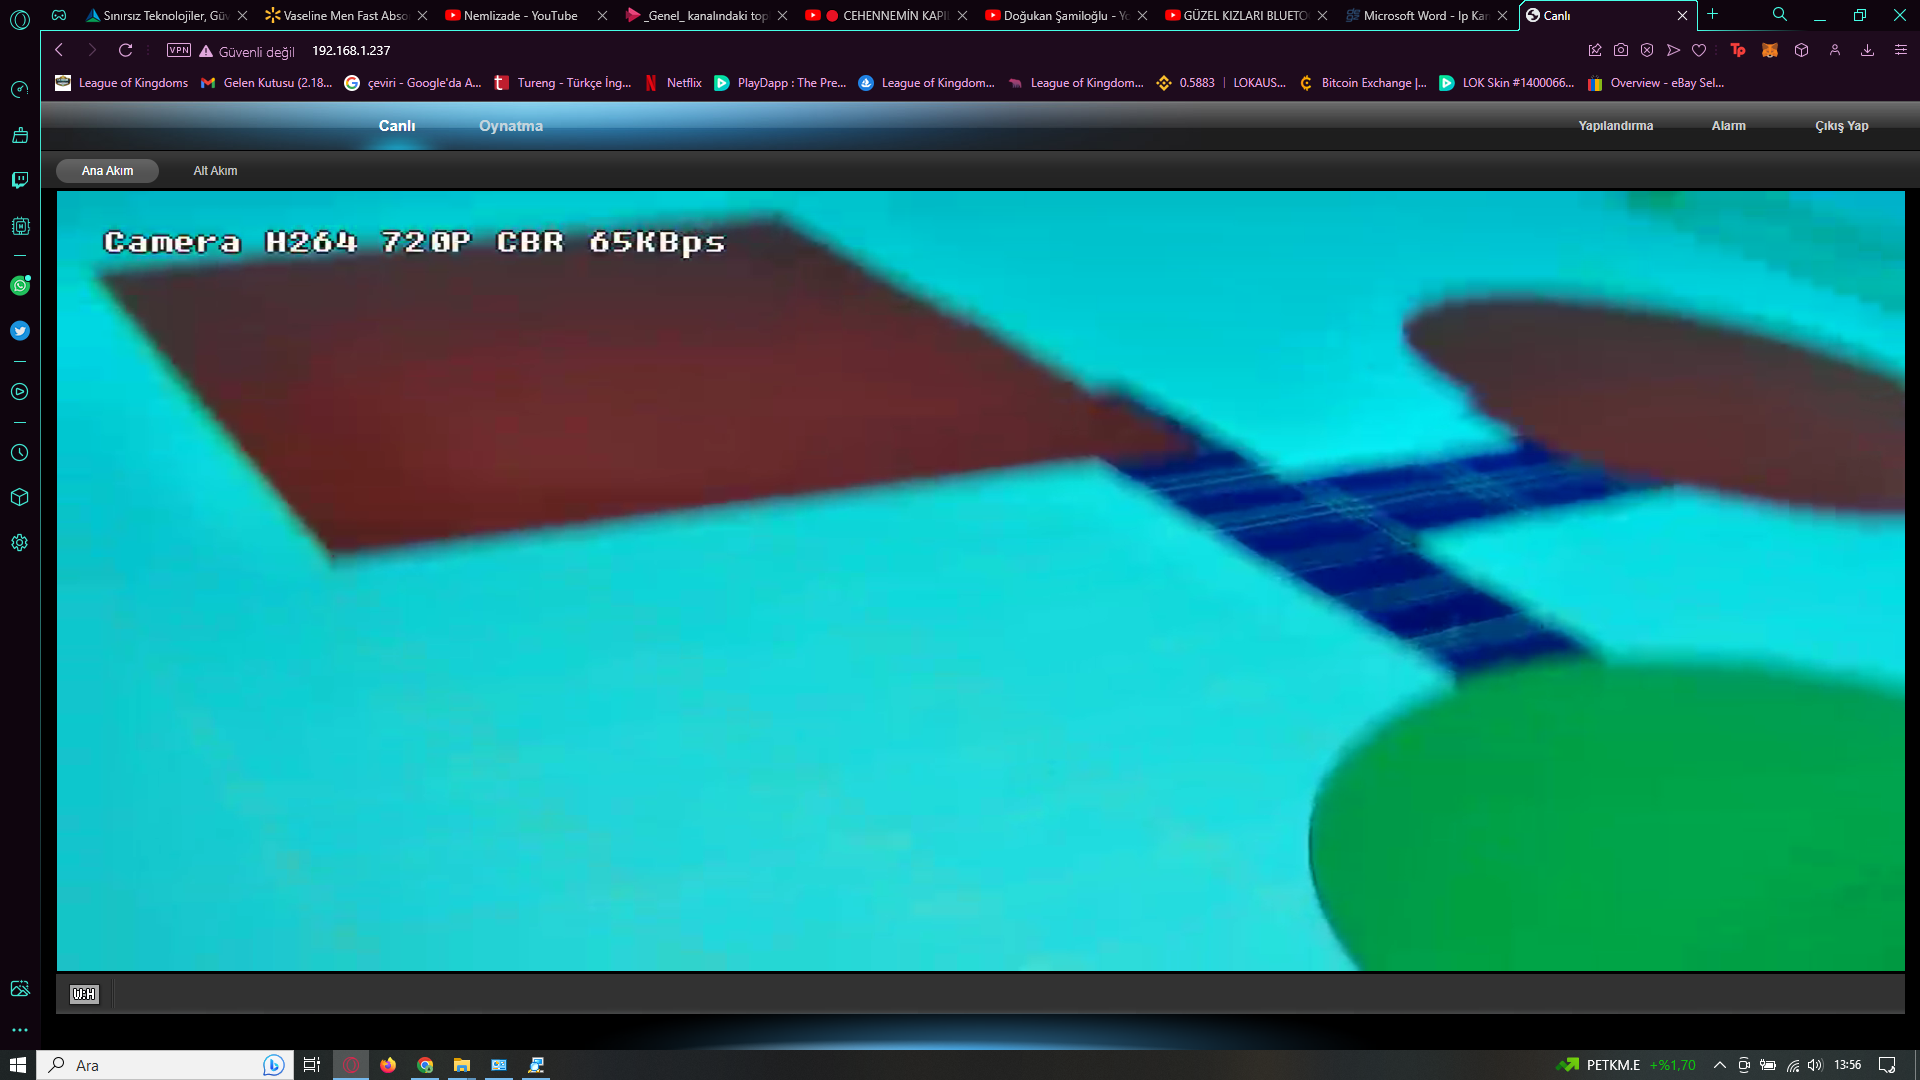 Sınırsız Teknolojiler, Güv
Vaseline Men Fast Abso
Nemlizade - YouTube
_Genel_ kanalındaki top
CEHENNEMİN KAPI
Doğukan Şamiloğlu - Yo
GÜZEL KIZLARI BLUETO
Microsoft Word - Ip Kar
Canlı
VPN
Güvenli değil
192.168.1.237
League of Kingdoms
Gelen Kutusu (2.18...
çeviri - Google'da A...
Tureng - Türkçe İng...
Netflix
PlayDapp : The Pre...
League of Kingdom...
League of Kingdom...
0.5883 | LOKAUS...
Bitcoin Exchange |...
LOK Skin #1400066...
Overview - eBay Sel...
Canlı
Oynatma
Yapılandırma
Alarm
Çıkış Yap
Ana Akım
Alt Akım
Camera H264 720P CBR 65KBps
W:H
Ara
PETKM.E +%1,70
13:56